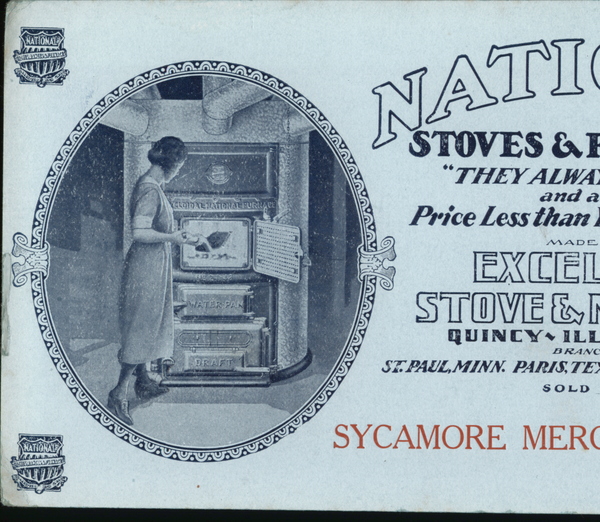 NATIONAL
NATI
STOVES & 
"THEY ALWAY
and a
Price Less than
MADE
EXCEL
STOVE &
QUINCY ILL
BRANC
ST. PAUL, MINN. PARIS, TEX
SOLD
SYCAMORE MERC
WATER-PAN
DRAFT
NATIONAL